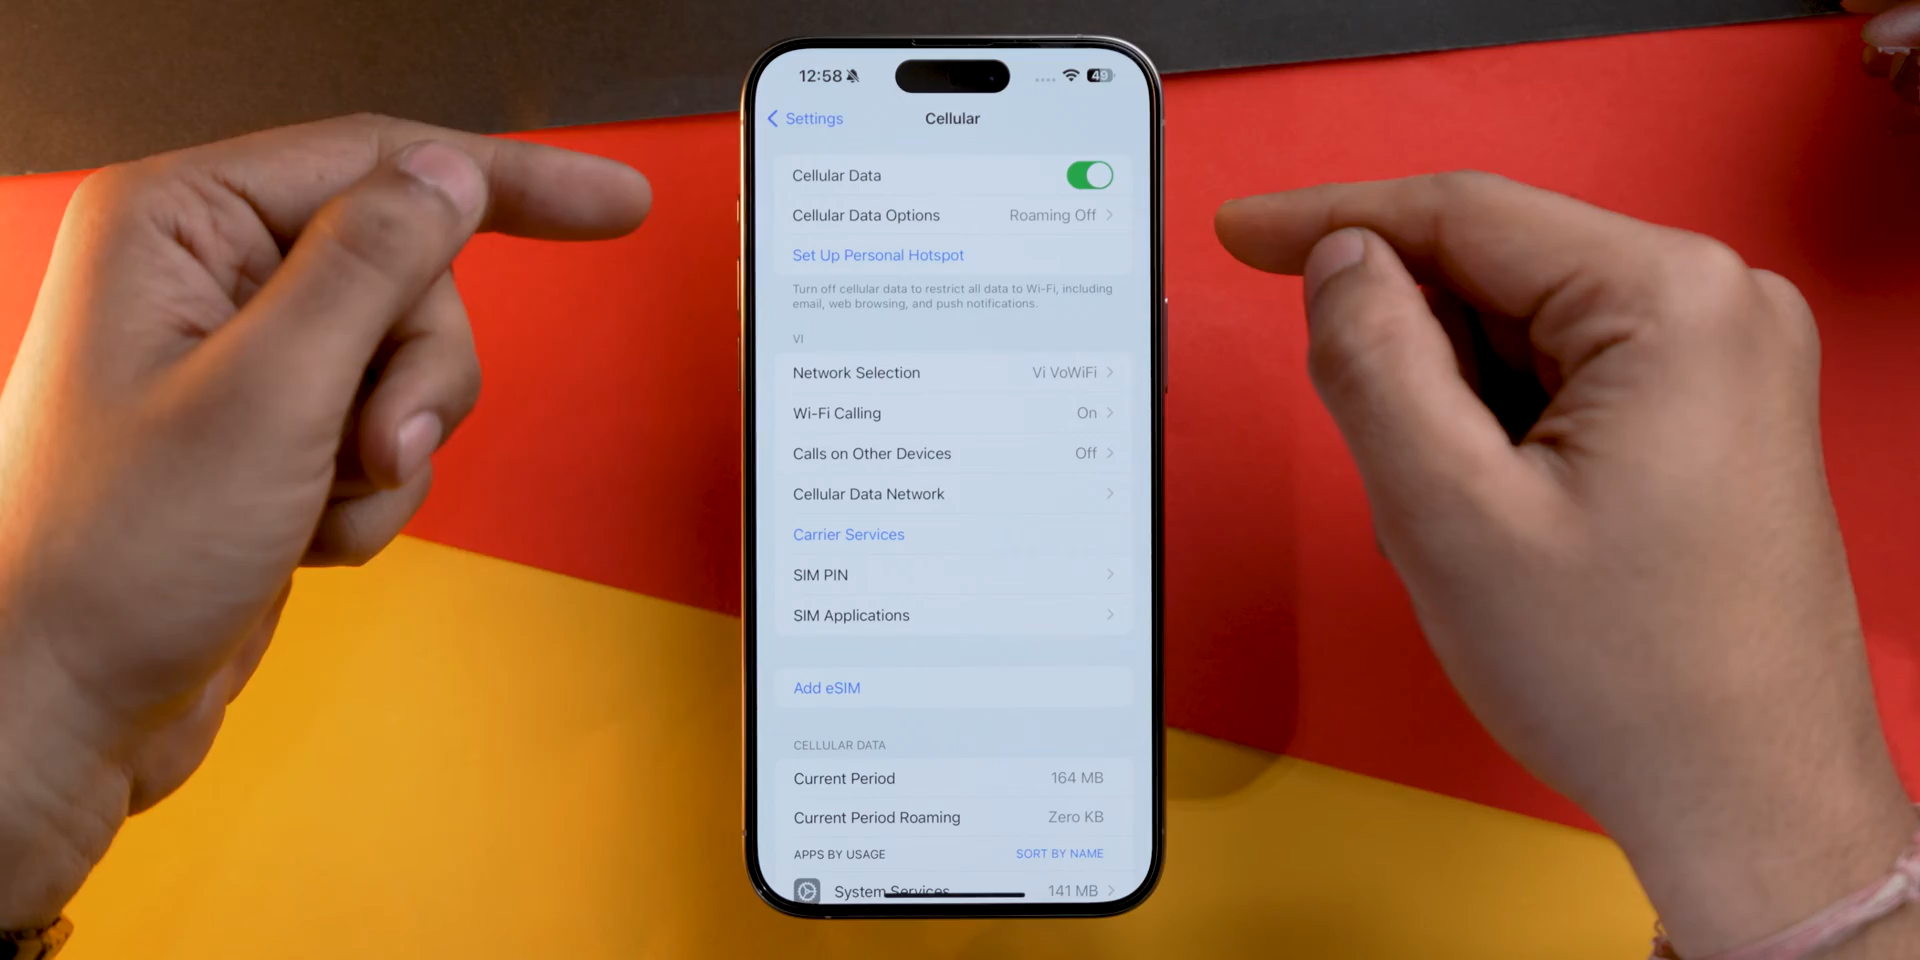 12:58
49
Settings
Cellular
Cellular Data
Cellular Data Options Roaming Off
Set Up Personal Hotspot
Turn off cellular data to restrict all data to Wi-Fi, including
email, web browsing, and push notifications.
VI
Network Selection Vi VoWiFi
Wi-Fi Calling On
Calls on Other Devices Off
Cellular Data Network
Carrier Services
SIM PIN
SIM Applications
Add eSIM
CELLULAR DATA
Current Period 164 MB
Current Period Roaming Zero KB
APPS BY USAGE SORT BY NAME
System Services 141 MB